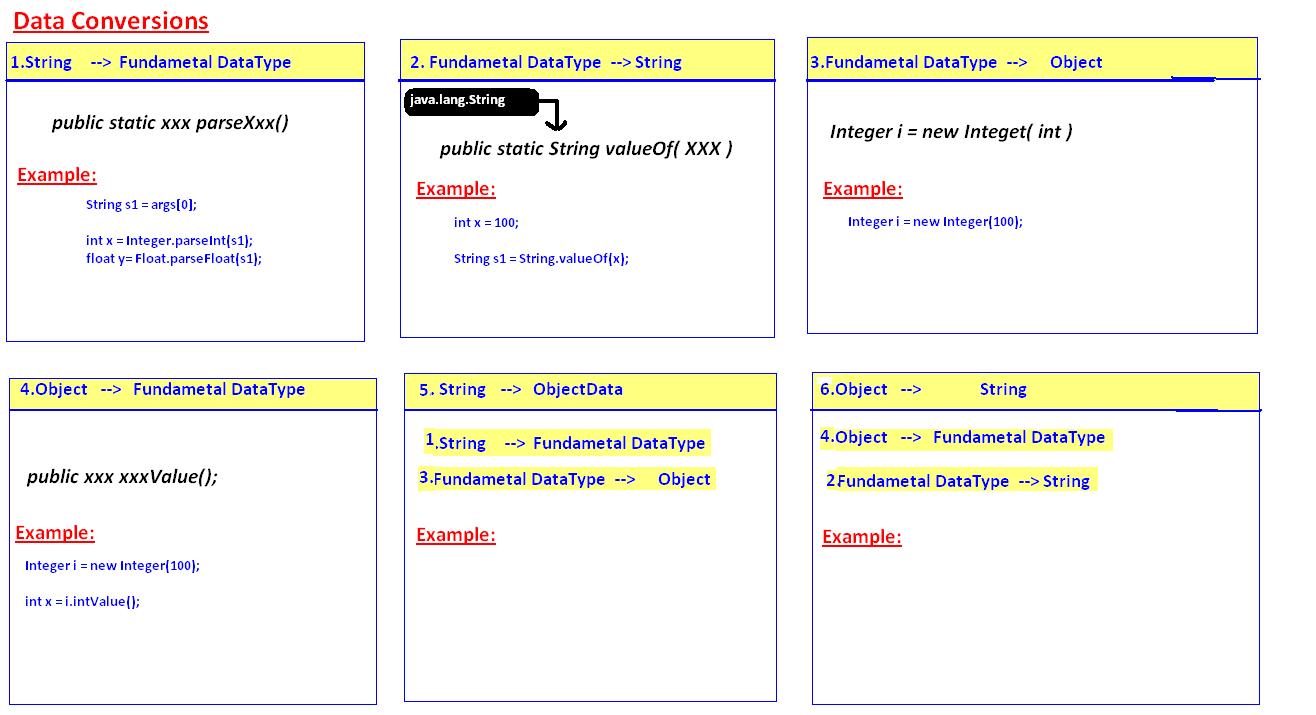 Data Conversions
1.String --> Fundametal DataType
public static xxx parseXxx()
Example:
String s1 = args[0];
int x = Integer.parseInt(s1);
float y= Float.parseFloat(s1);
2. Fundametal DataType --> String
java.lang.String
public static String valueOf( XXX )
Example:
int x = 100;
String s1 = String.valueOf(x);
3.Fundametal DataType --> Object
Integer i = new Integet( int )
Example:
Integer i = new Integer(100);
4.Object --> Fundametal DataType
public xxx xxxValue();
Example:
Integer i = new Integer(100);
int x = i.intValue();
5. String --> ObjectData
1.String --> Fundametal DataType
3.Fundametal DataType --> Object
Example:
6.Object --> String
4.Object --> Fundametal DataType
2Fundametal DataType --> String
Example: